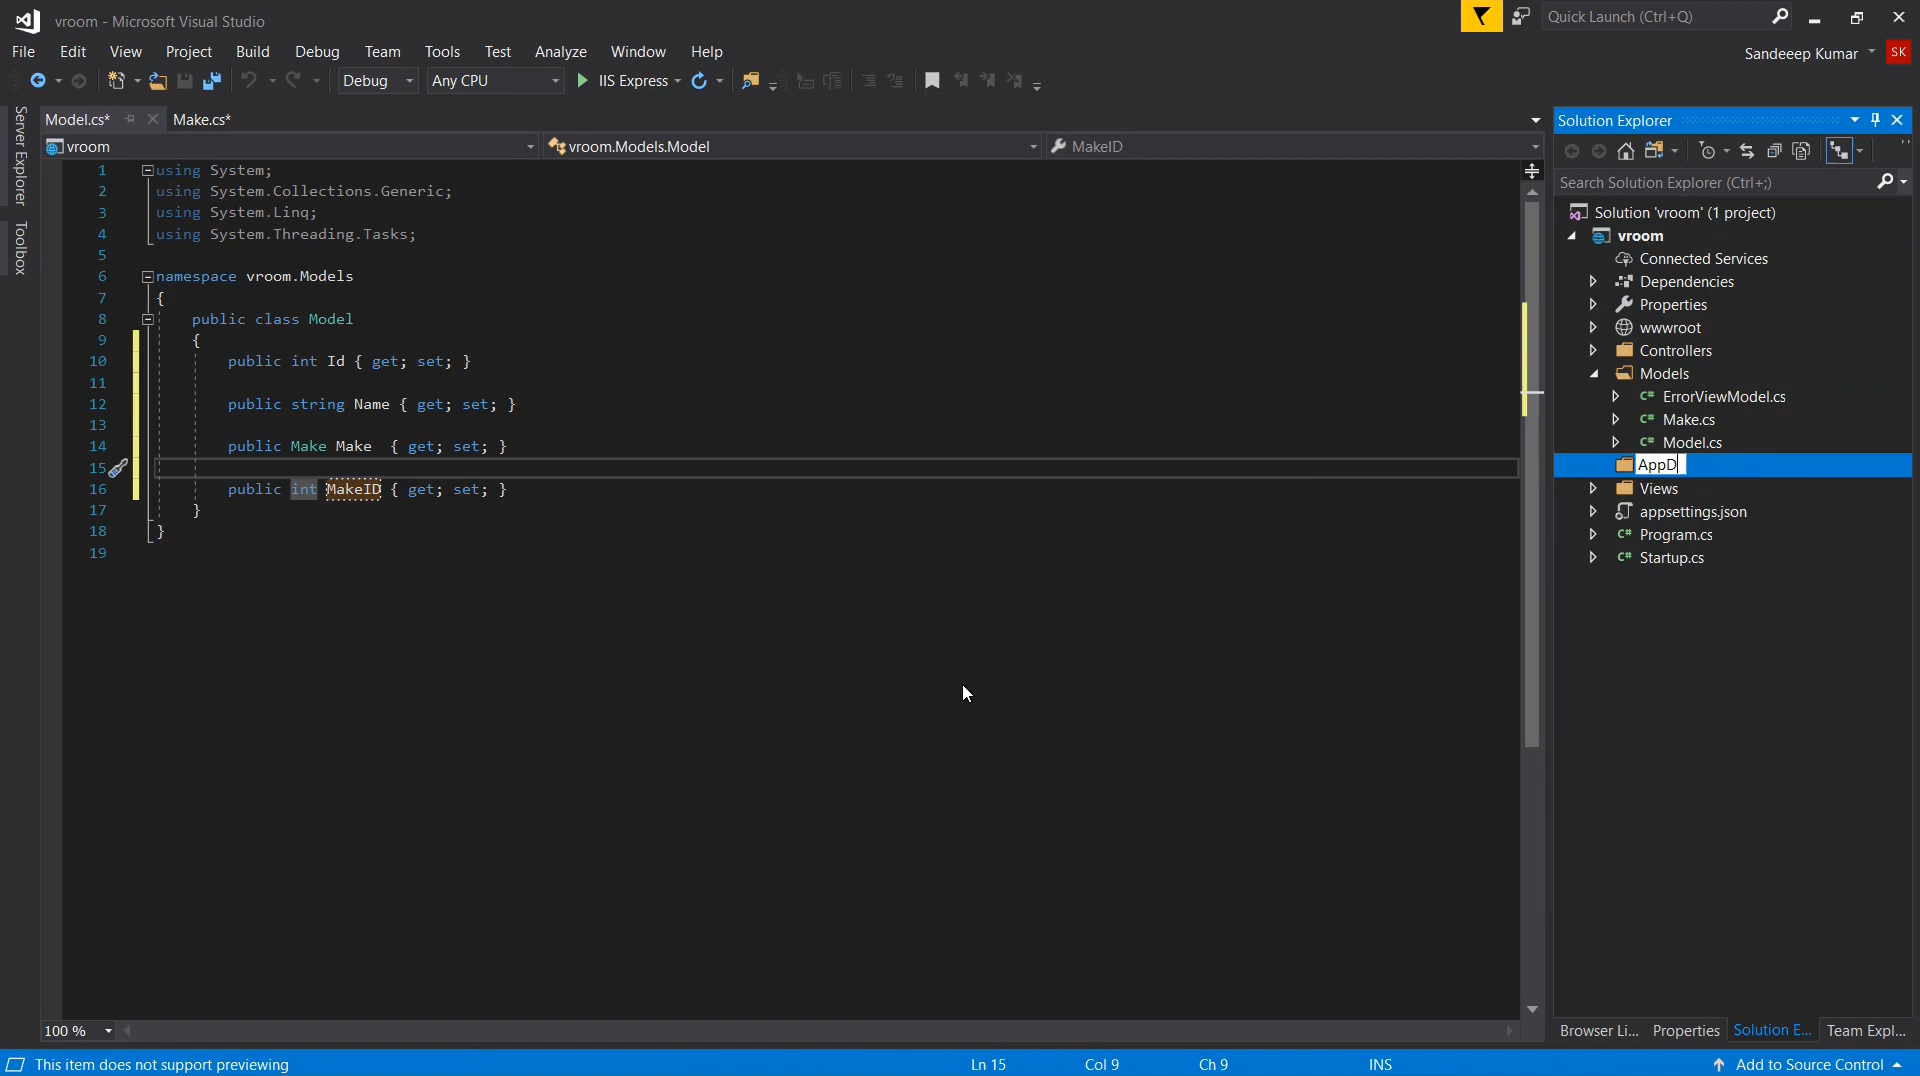 vroom - Microsoft Visual Studio
Quick Launch (Ctrl+Q)
File Edit View Project Build Debug Team Tools Test Analyze Window Help
Sandeeep Kumar SK
Debug Any CPU IIS Express
Server Explorer
Toolbox
Model.cs* Make.cs*
vroom vroom.Models.Model MakeID
1 using System;
2 using System.Collections.Generic;
3 using System.Linq;
4 using System.Threading.Tasks;
5
6 namespace vroom.Models
7 {
8 public class Model
9 {
10 public int Id { get; set; }
11
12 public string Name { get; set; }
13
14 public Make Make { get; set; }
15
16 public int MakeID { get; set; }
17 }
18 }
19
100 %
Solution Explorer
Search Solution Explorer (Ctrl+;)
Solution 'vroom' (1 project)
vroom
Connected Services
Dependencies
Properties
wwwroot
Controllers
Models
C# ErrorViewModel.cs
C# Make.cs
C# Model.cs
AppD
Views
appsettings.json
C# Program.cs
C# Startup.cs
Browser Li... Properties Solution E... Team Expl...
This item does not support previewing Ln 15 Col 9 Ch 9 INS Add to Source Control